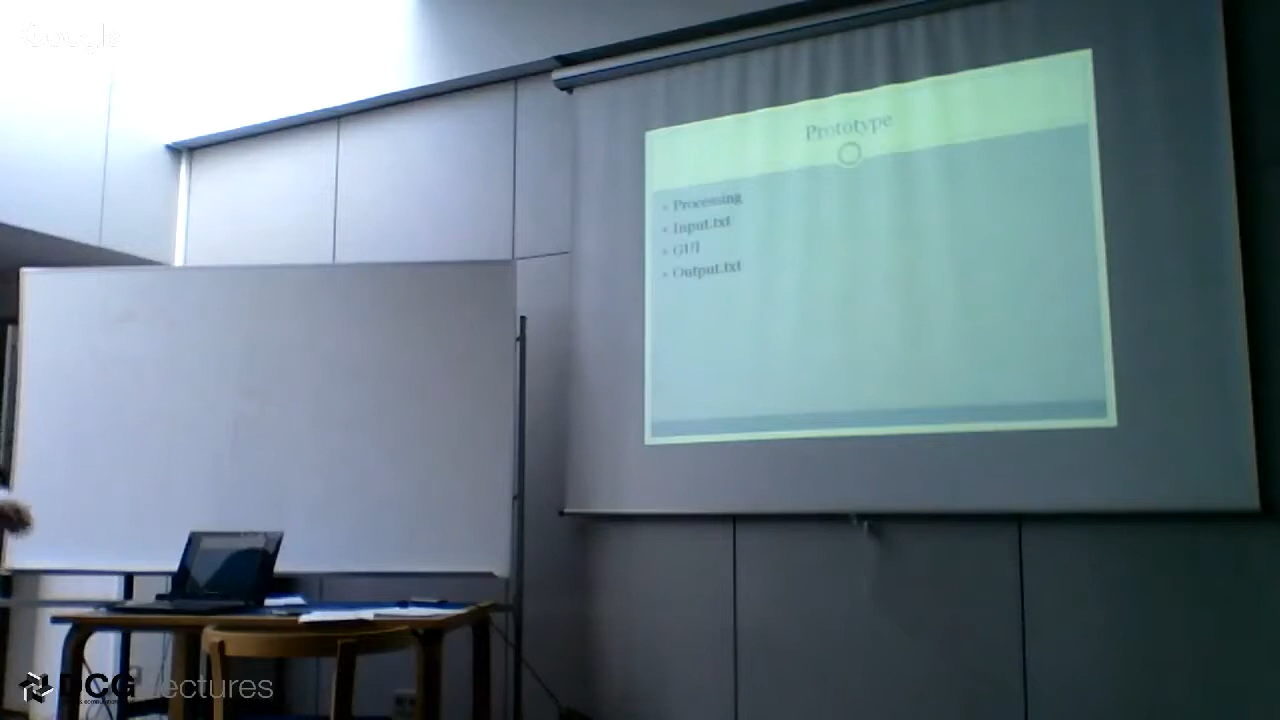 Google
Prototype
Processing
Input.txt
GUI
Output.txt
DCG lectures